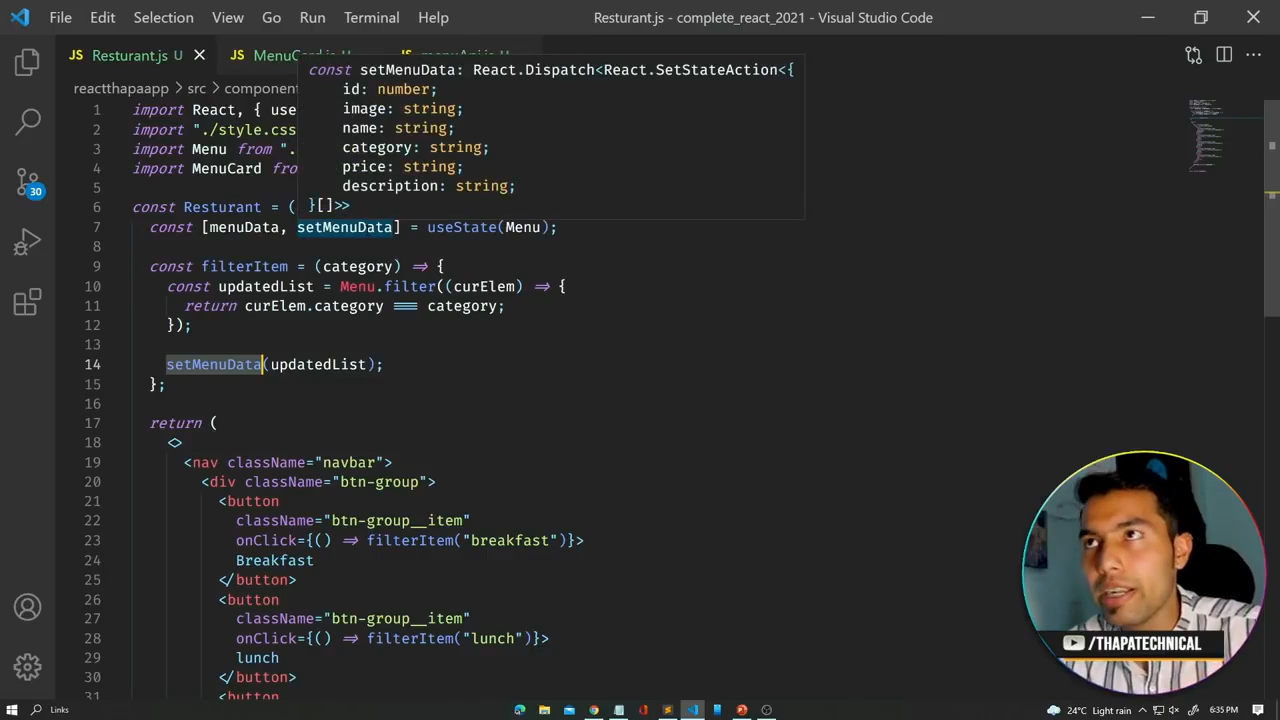 File Edit Selection View Go Run Terminal Help Resturant.js - complete_react_2021 - Visual Studio Code
JS Resturant.js U JS JS
reactthapaapp > src >
const setMenuData: React.Dispatch<React.SetStateAction<{
id: number;
image: string;
name: string;
category: string;
price: string;
description: string;
}[]>>
1 import React, {
2 import "./style.css
3 import Menu from ".
4 import MenuCard
5
6 const Resturant = (
7 const [menuData, setMenuData] = useState(Menu);
8
9 const filterItem = (category) => {
10 const updatedList = Menu.filter((curElem) => {
11 return curElem.category === category;
12 });
13
14 setMenuData(updatedList);
15 };
16
17 return (
18 <>
19 <nav className="navbar">
20 <div className="btn-group">
21 <button
22 className="btn-group__item"
23 onClick={() => filterItem("breakfast")}>
24 Breakfast
25 </button>
26 <button
27 className="btn-group__item"
28 onClick={() => filterItem("lunch")}>
29 lunch
30 </button>
31 <button
30
/THAPATECHNICAL
Links 24°C Light rain 6:35 PM